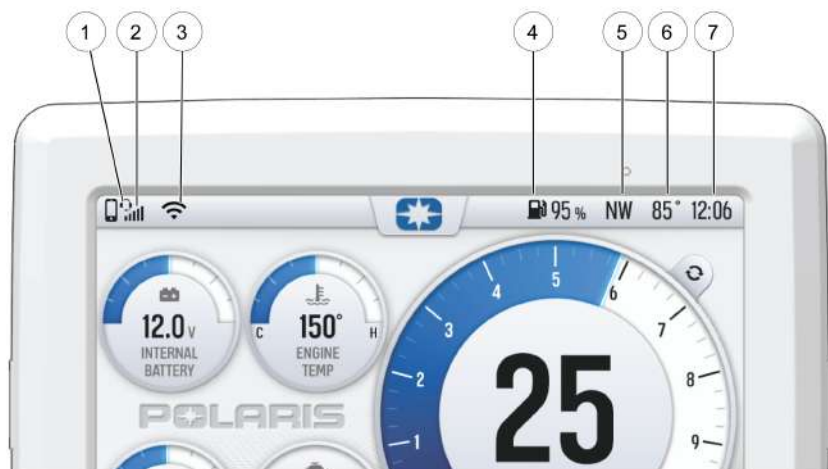 1 2 3 4 5 6 7
95 % NW 85° 12:06
12.0 V
INTERNAL
BATTERY
C 150° H
ENGINE
TEMP
POLARIS
1 2 3 4 5 6 7 8 9
25